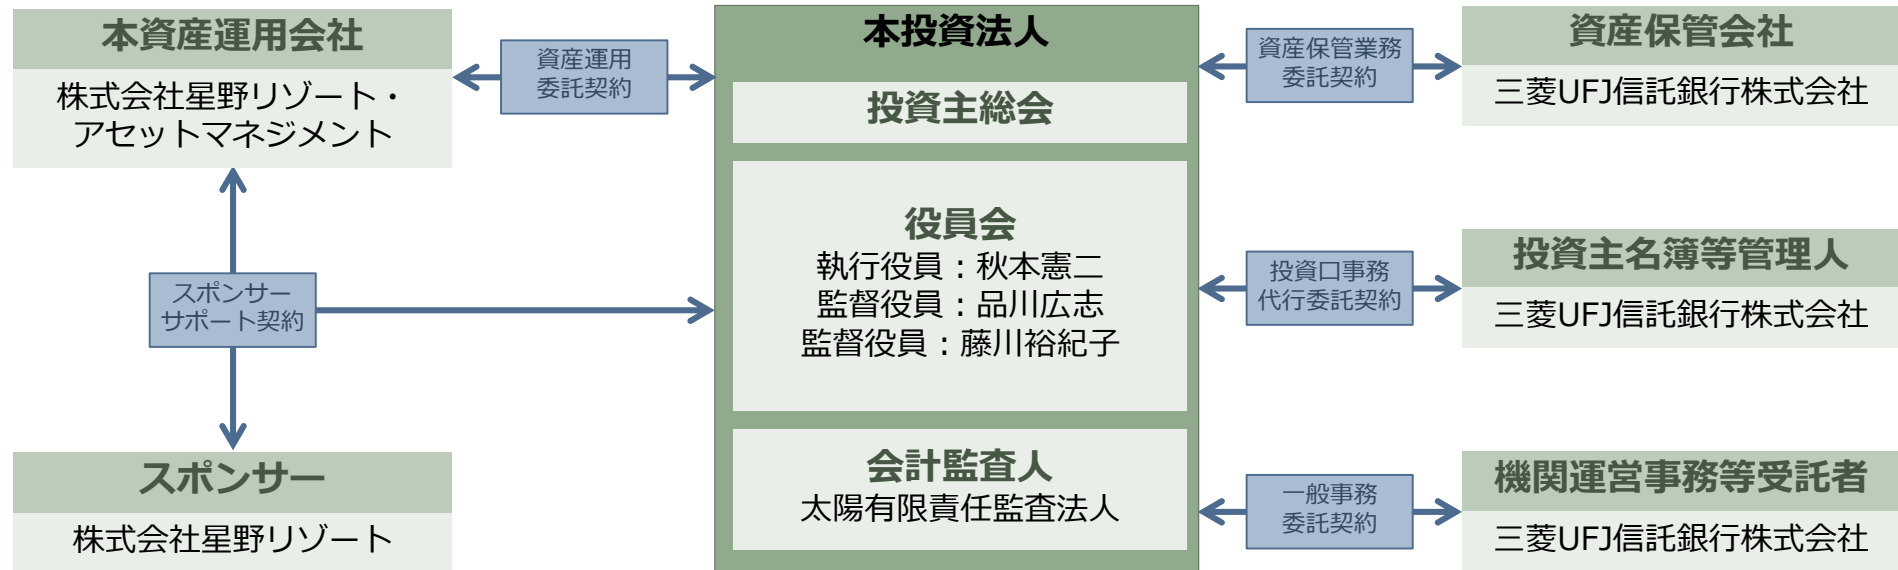 本資産運用会社
株式会社星野リゾート・
アセットマネジメント
資産運用
委託契約
スポンサー
サポート契約
スポンサー
株式会社星野リゾート
本投資法人
投資主総会
役員会
執行役員：秋本憲二
監督役員：品川広志
監督役員：藤川裕紀子
会計監査人
太陽有限責任監査法人
資産保管業務
委託契約
資産保管会社
三菱UFJ信託銀行株式会社
投資口事務
代行委託契約
投資主名簿等管理人
三菱UFJ信託銀行株式会社
一般事務
委託契約
機関運営事務等受託者
三菱UFJ信託銀行株式会社